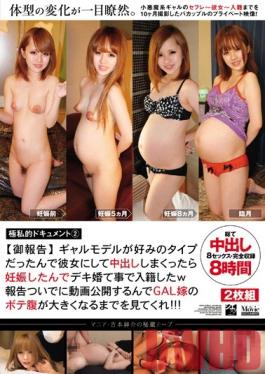 体型の変化が一目瞭然。
小悪魔系ギャルのセフレ〜彼女〜入籍までを
10ヶ月撮影したバカップルのプライベート映像!
妊娠前
妊娠5ヵ月
妊娠8ヵ月
臨月
極私的ドキュメント②
【御報告】ギャルモデルが好みのタイプ
だったんで彼女にして中出ししまくったら
妊娠したんでデキ婚て事で入籍したw
報告ついでに動画公開するんでGAL嫁の
ボテ腹が大きくなるまでを見てくれ!!!
総て
中出し
8セックス・完全収録
8時間
2枚組